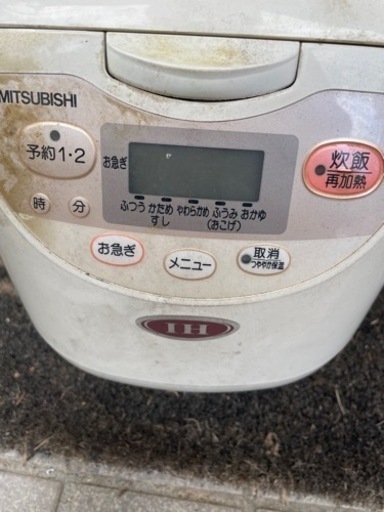 MITSUBISHI
予約1・2
お急ぎ
炊飯
再加熱
時 分
ふつう かため やわらかめ ふうみ おかゆ
すし (おこげ)
お急ぎ
メニュー
取消
つややか保温
IH